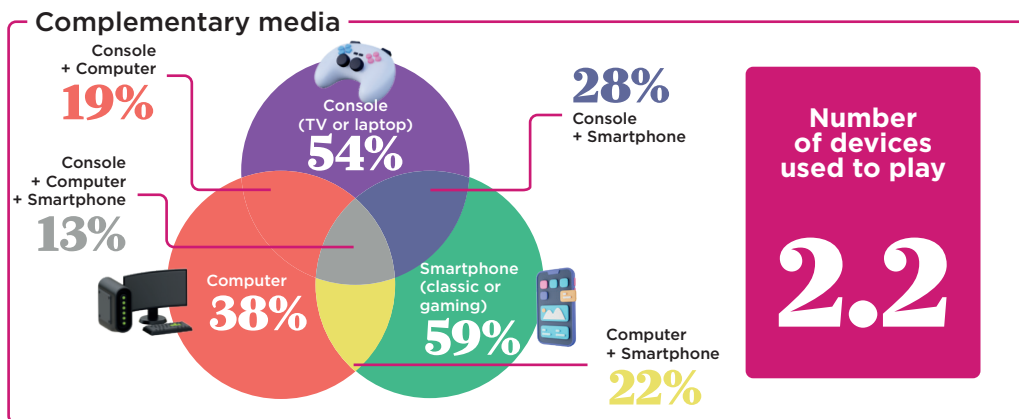 Complementary media
Console
+ Computer
19%
Console
+ Computer
+ Smartphone
13%
Console
(TV or laptop)
54%
28%
Console
+ Smartphone
Computer
38%
Smartphone
(classic or
gaming)
59%
Computer
+ Smartphone
22%
Number
of devices
used to play
2.2